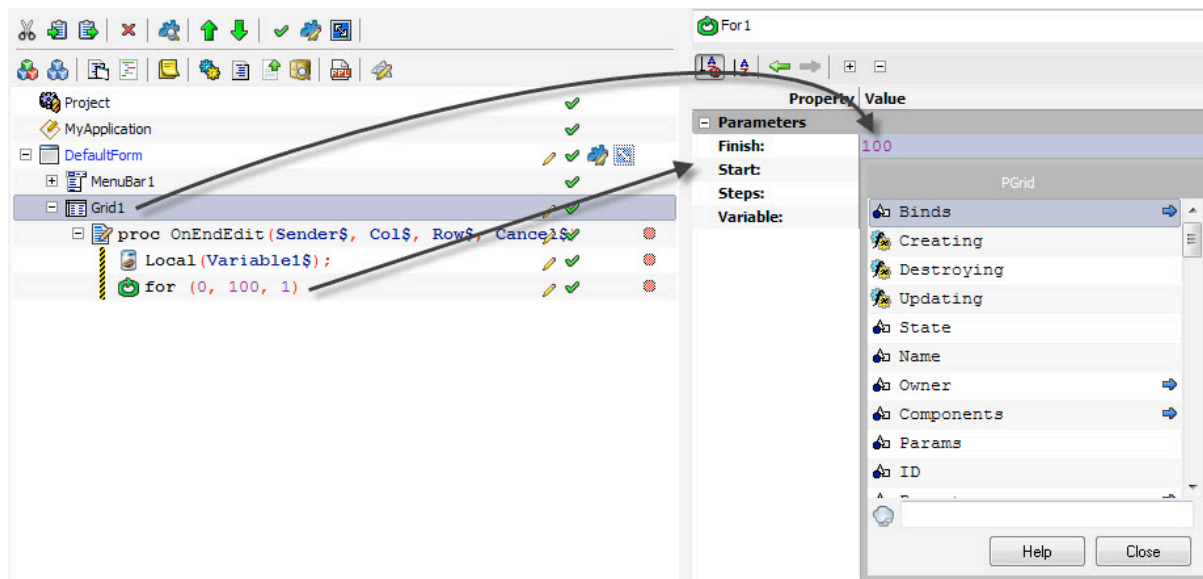 For1
Property Value
Project
MyApplication
DefaultForm
MenuBar1
Grid1
proc OnEndEdit(Sender$, Col$, Row$, Cancel$)
Local(Variable1$);
for (0, 100, 1)
Parameters
Finish: 100
Start:
Steps:
Variable:
PGrid
Binds
Creating
Destroying
Updating
State
Name
Owner
Components
Params
ID
Help Close